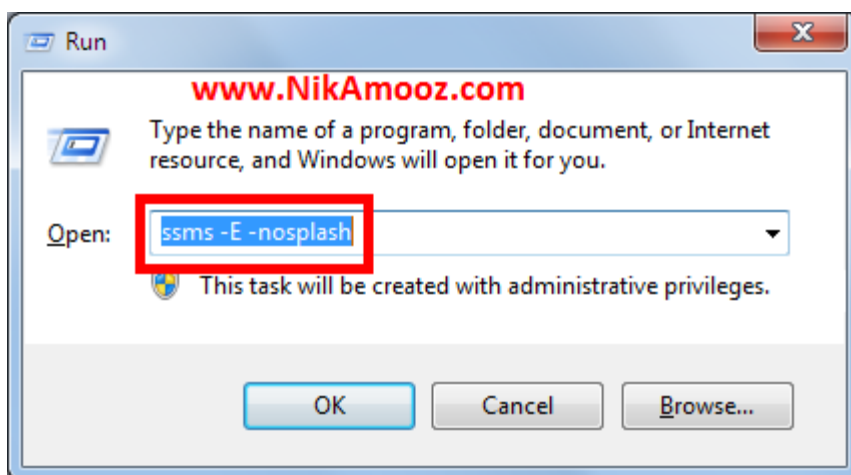 Run
www.NikAmooz.com
Type the name of a program, folder, document, or Internet
resource, and Windows will open it for you.
Open: ssms -E -nosplash
This task will be created with administrative privileges.
OK Cancel Browse...